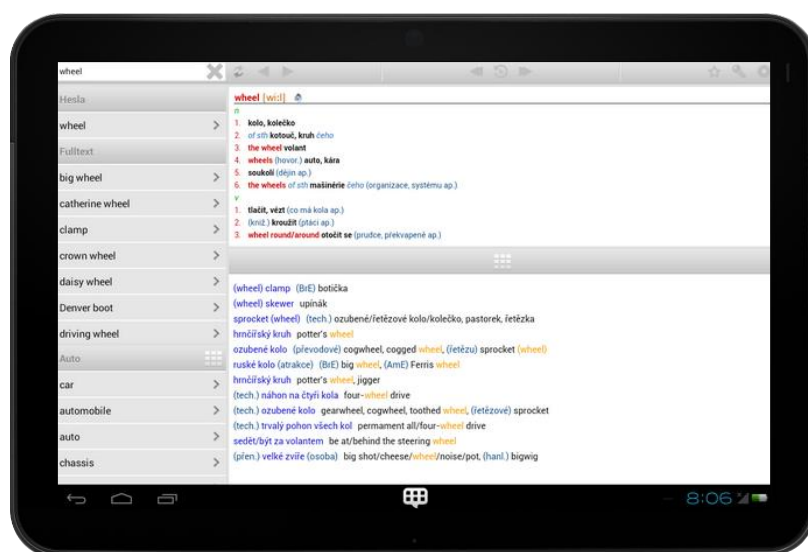 wheel
Hesla
wheel
Fulltext
big wheel
catherine wheel
clamp
crown wheel
daisy wheel
Denver boot
driving wheel
Auto
car
automobile
auto
chassis
wheel [wi:l]
n
1. kolo, kolečko
2. of sth kotouč, kruh čeho
3. the wheel volant
4. wheels (hovor.) auto, kára
5. soukolí (dějin ap.)
6. the wheels of sth mašinérie čeho (organizace, systému ap.)
v
1. tlačit, vézt (co má kola ap.)
2. (kniž.) kroužit (ptáci ap.)
3. wheel round/around otočit se (prudce, překvapeně ap.)
(wheel) clamp (BrE) botička
(wheel) skewer upínák
sprocket (wheel) (tech.) ozubené/řetězové kolo/kolečko, pastorek, řetězka
hrnčířský kruh potter's wheel
ozubené kolo (převodové) cogwheel, cogged wheel, (řetězu) sprocket (wheel)
ruské kolo (atrakce) (BrE) big wheel, (AmE) Ferris wheel
hrnčířský kruh potter's wheel, jigger
(tech.) náhon na čtyři kola four-wheel drive
(tech.) ozubené kolo gearwheel, cogwheel, toothed wheel, (řetězové) sprocket
(tech.) trvalý pohon všech kol permament all/four-wheel drive
sedět/být za volantem be at/behind the steering wheel
(přen.) velké zvíře (osoba) big shot/cheese/wheel/noise/pot, (hanl.) bigwig
8:06